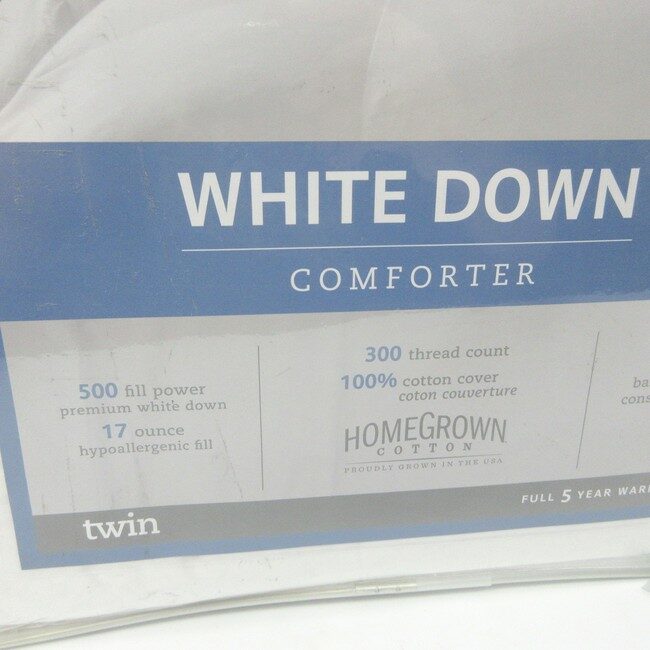 WHITE DOWN
COMFORTER
500 fill power
premium white down
17 ounce
hypoallergenic fill
300 thread count
100% cotton cover
coton couverture
HOMEGROWN
COTTON
PROUDLY GROWN IN THE USA
FULL 5 YEAR
twin